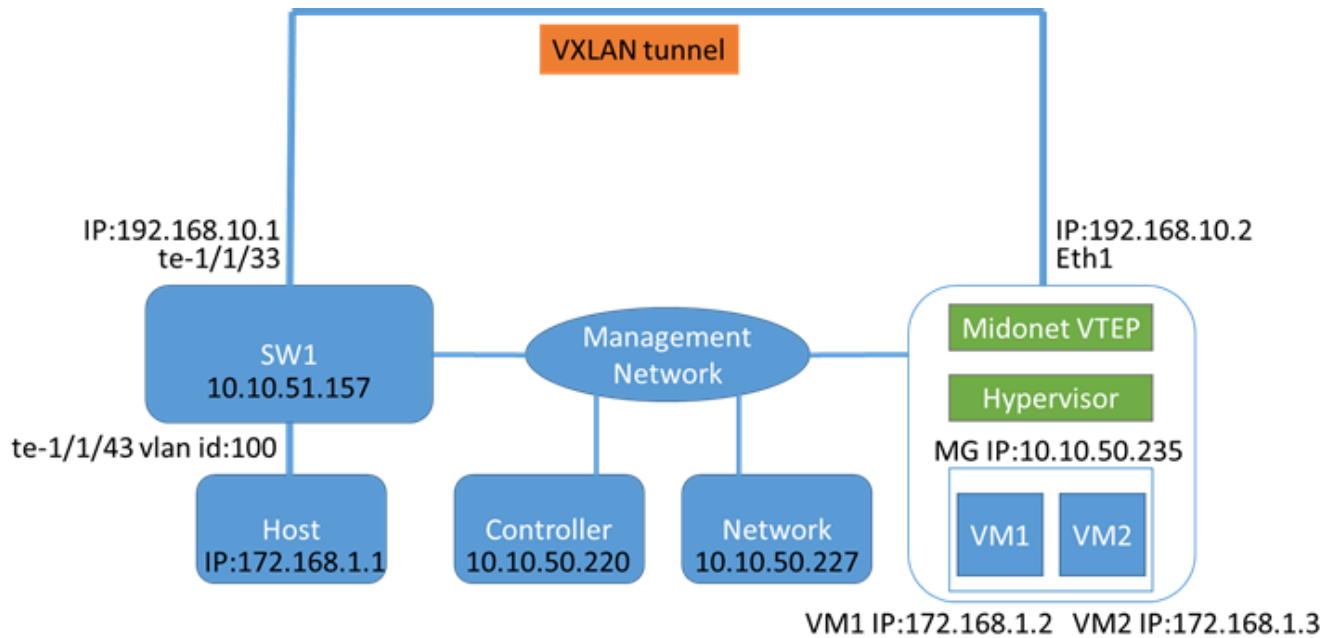 VXLAN tunnel
IP:192.168.10.1
te-1/1/33
IP:192.168.10.2
Eth1
SW1
10.10.51.157
Management
Network
Midonet VTEP
Hypervisor
MG IP:10.10.50.235
te-1/1/43 vlan id:100
Host
IP:172.168.1.1
Controller
10.10.50.220
Network
10.10.50.227
VM1
VM2
VM1 IP:172.168.1.2
VM2 IP:172.168.1.3